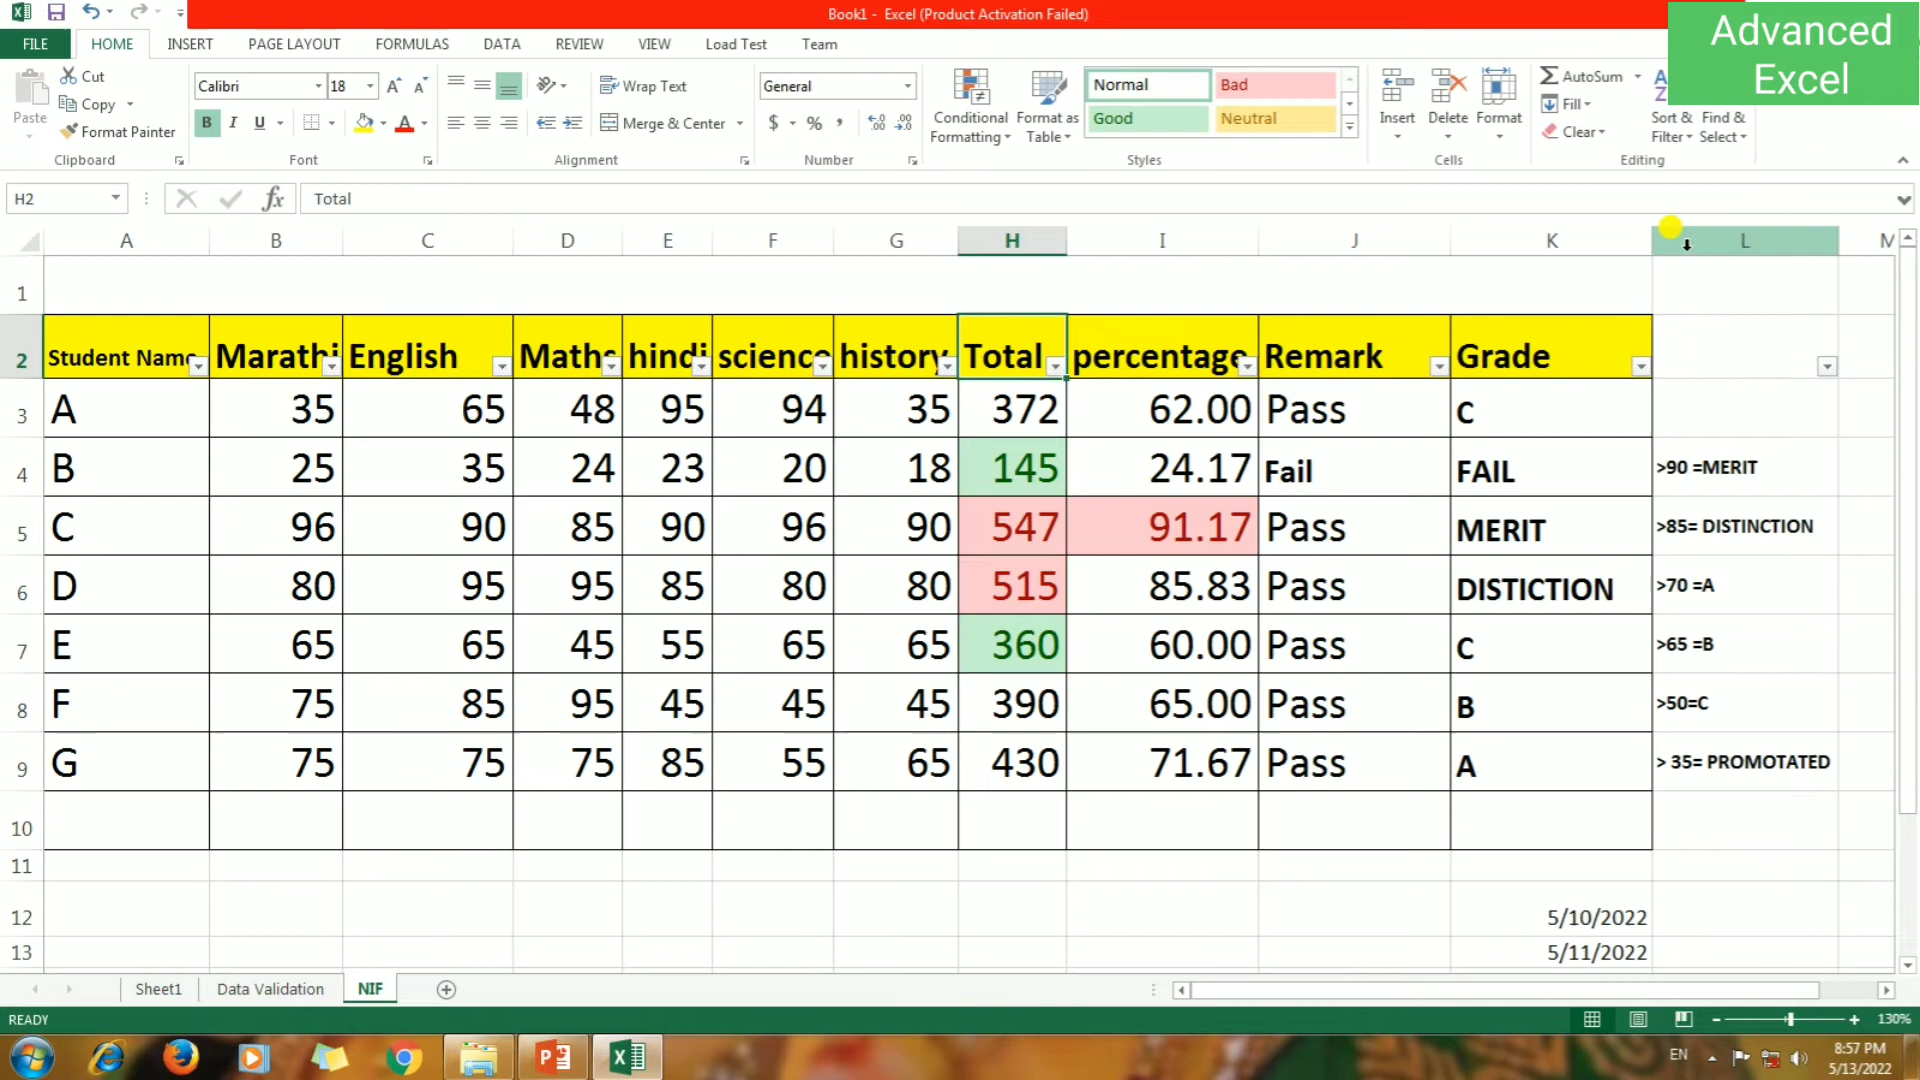 Book1 - Excel (Product Activation Failed)
Advanced
Excel
FILE HOME INSERT PAGE LAYOUT FORMULAS DATA REVIEW VIEW Load Test Team
Paste
Cut
Copy
Format Painter
Clipboard
Calibri 18
B I U
Font
Wrap Text
Merge & Center
Alignment
General
$ % ,
Number
Conditional
Formatting
Format as
Table
Normal Bad
Good Neutral
Styles
Insert Delete Format
Cells
AutoSum
Fill
Clear
Sort &
Filter
Find &
Select
Editing
H2 fx Total
A B C D E F G H I J K L M
1
2 Student Name Marathi English Maths hindi science history Total percentage Remark Grade
3 A 35 65 48 95 94 35 372 62.00 Pass C
4 B 25 35 24 23 20 18 145 24.17 Fail FAIL >90 =MERIT
5 C 96 90 85 90 96 90 547 91.17 Pass MERIT >85= DISTINCTION
6 D 80 95 95 85 80 80 515 85.83 Pass DISTICTION >70 =A
7 E 65 65 45 55 65 65 360 60.00 Pass C >65 =B
8 F 75 85 95 45 45 45 390 65.00 Pass B >50=C
9 G 75 75 75 85 55 65 430 71.67 Pass A > 35= PROMOTATED
10
11
12 5/10/2022
13 5/11/2022
Sheet1 Data Validation NIF
READY 130%
EN 8:57 PM
5/13/2022